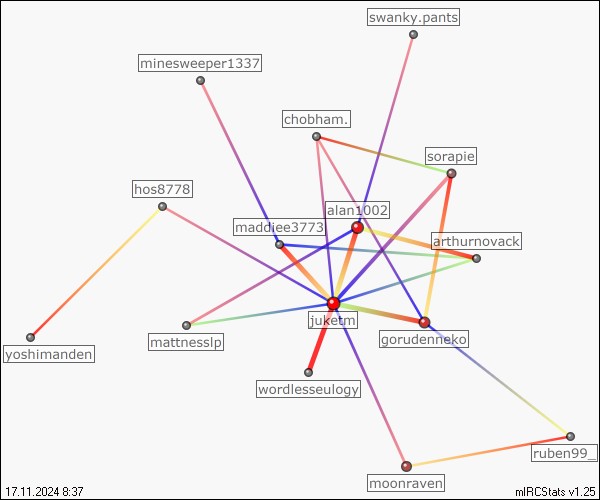 swanky.pants
minesweeper1337
chobham.
sorapie
hos8778
alan1002
maddiee3773
arthurnovack
juketm
gorudenneko
mattnesslp
yoshimanden
wordlesseulogy
ruben99_
moonraven
17.11.2024 8:37
mIRCStats v1.25